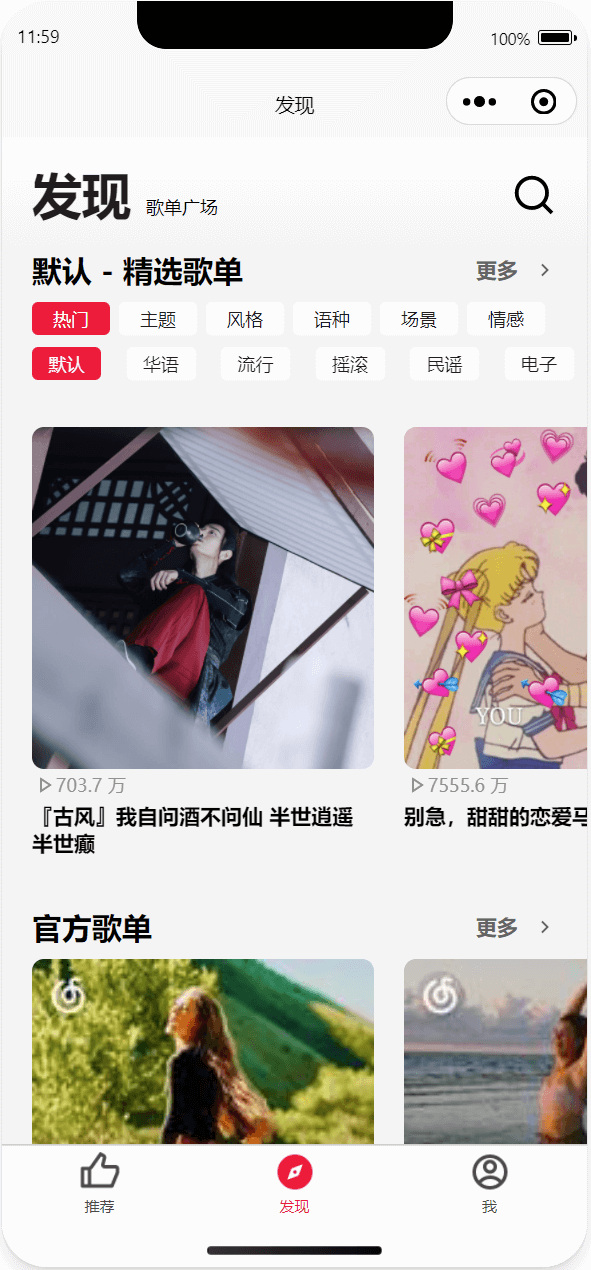 11:59
100%
发现
发现 歌单广场
默认 - 精选歌单 更多
热门 主题 风格 语种 场景 情感
默认 华语 流行 摇滚 民谣 电子
YOU
703.7 万 7555.6 万
『古风』我自问酒不问仙 半世逍遥 别急，甜甜的恋爱马
半世癫
官方歌单 更多
推荐 发现 我